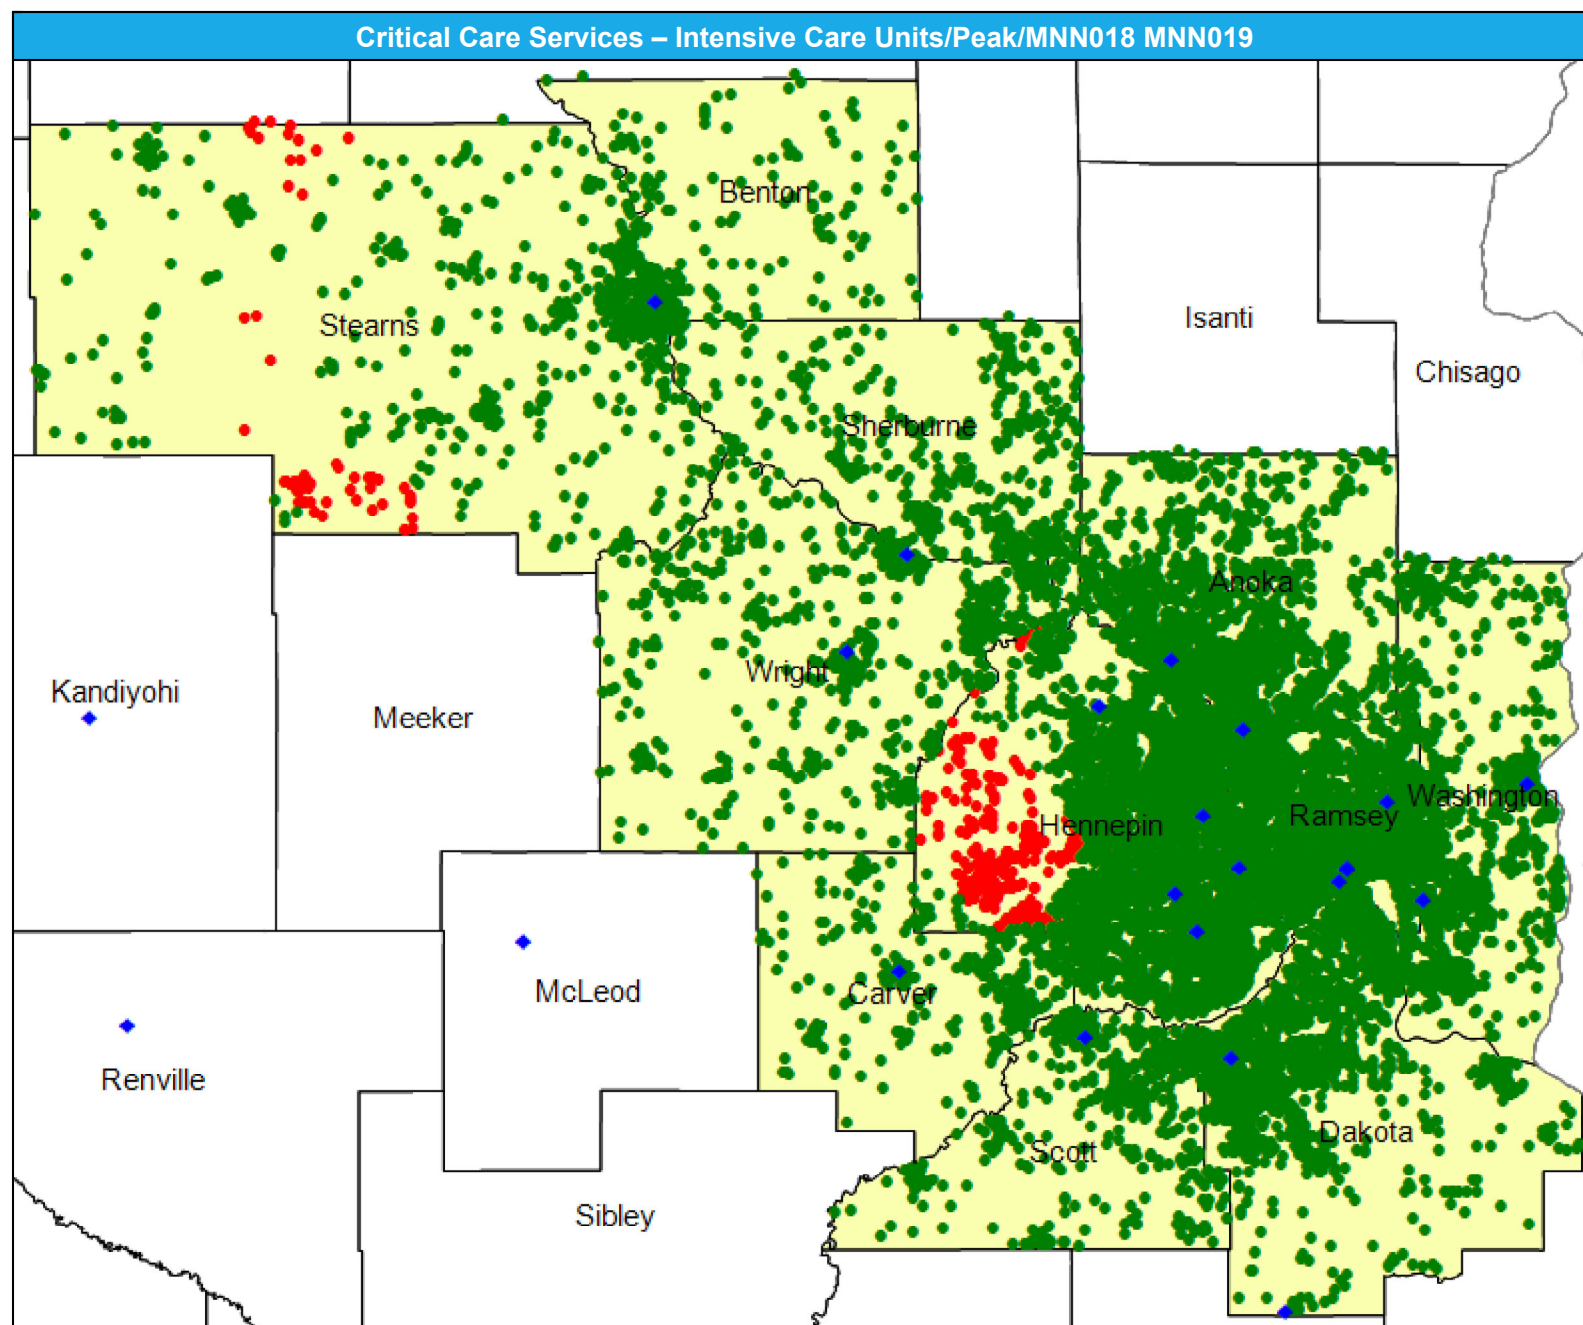 Critical Care Services – Intensive Care Units/Peak/MNN018 MNN019
Benton
Isanti
Stearns
Chisago
Sherburne
Anoka
Wright
Kandiyohi
Meeker
Washington
Ramsey
Hennepin
McLeod
Carver
Renville
Dakota
Scott
Sibley